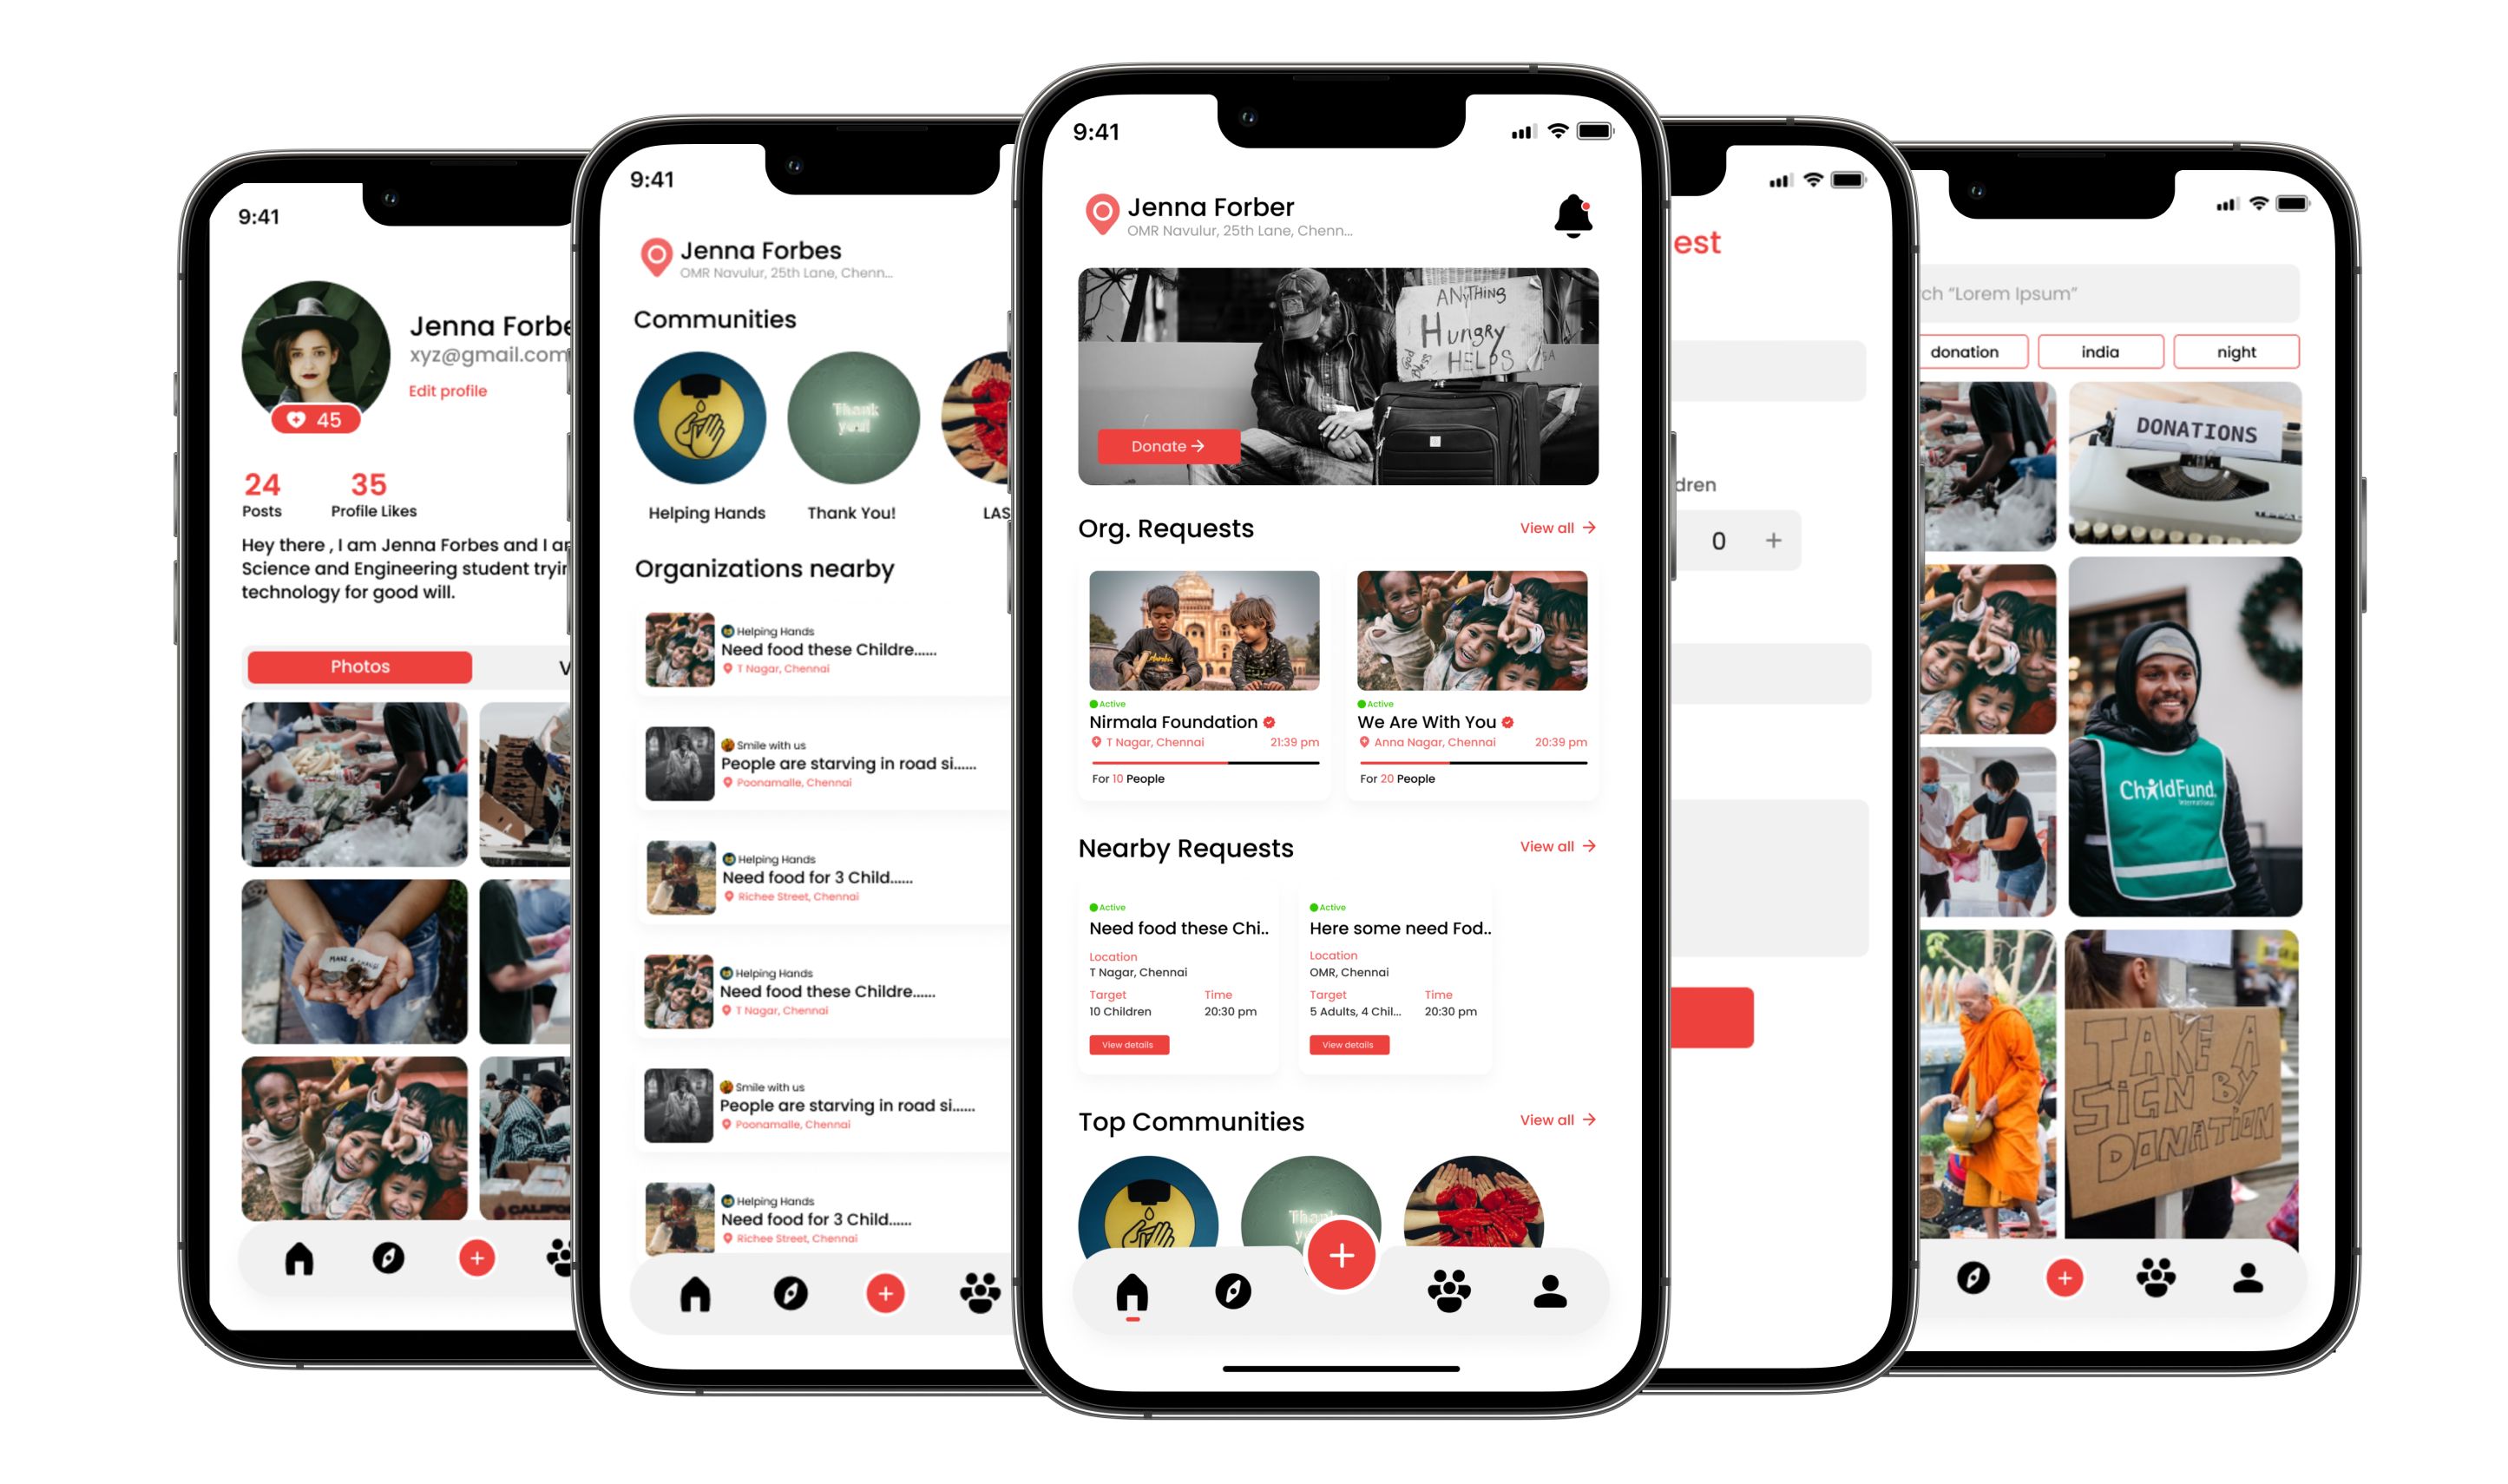 9:41
Jenna Forbe
xyz@gmail.com
Edit profile
45
24
35
Posts
Profile Likes
Hey there , I am Jenna Forbes and I ar
Science and Engineering student tryir
technology for good will.
Photos
V
MAKE A CHANGE
CALIFO
9:41
Jenna Forbes
OMR Navulur, 25th Lane, Chenn...
Communities
Thank
you!
Helping Hands
Thank You!
LAS
Organizations nearby
Helping Hands
Need food these Childre......
T Nagar, Chennai
Smile with us
People are starving in road si......
Poonamalle, Chennai
Helping Hands
Need food for 3 Child......
Richee Street, Chennai
Helping Hands
Need food these Childre......
T Nagar, Chennai
Smile with us
People are starving in road si......
Poonamalle, Chennai
Helping Hands
Need food for 3 Child......
Richee Street, Chennai
9:41
Jenna Forber
OMR Navulur, 25th Lane, Chenn...
ANYTHING
HUNGRY
HELPS
Donate →
Org. Requests
View all →
Columbia
Active
Nirmala Foundation
T Nagar, Chennai
21:39 pm
For 10 People
Active
We Are With You
Anna Nagar, Chennai
20:39 pm
For 20 People
Nearby Requests
View all →
Active
Need food these Chi..
Location
T Nagar, Chennai
Target
Time
10 Children
20:30 pm
View details
Active
Here some need Fod..
Location
OMR, Chennai
Target
Time
5 Adults, 4 Chil...
20:30 pm
View details
Top Communities
View all →
Thank
y
est
dren
0 +
ch “Lorem Ipsum”
donation
india
night
DONATIONS
ChildFund.
International
TAKE A
SIGN BY
DONATION